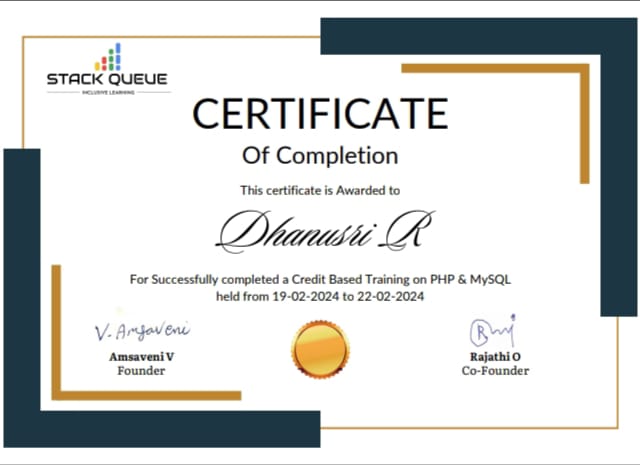 STACK QUEUE
INCLUSIVE LEARNING
CERTIFICATE
Of Completion
This certificate is Awarded to
Dhanusri R
For Successfully completed a Credit Based Training on PHP & MySQL
held from 19-02-2024 to 22-02-2024
V. Amsaveni
Amsaveni V
Founder
Rajathi O
Co-Founder